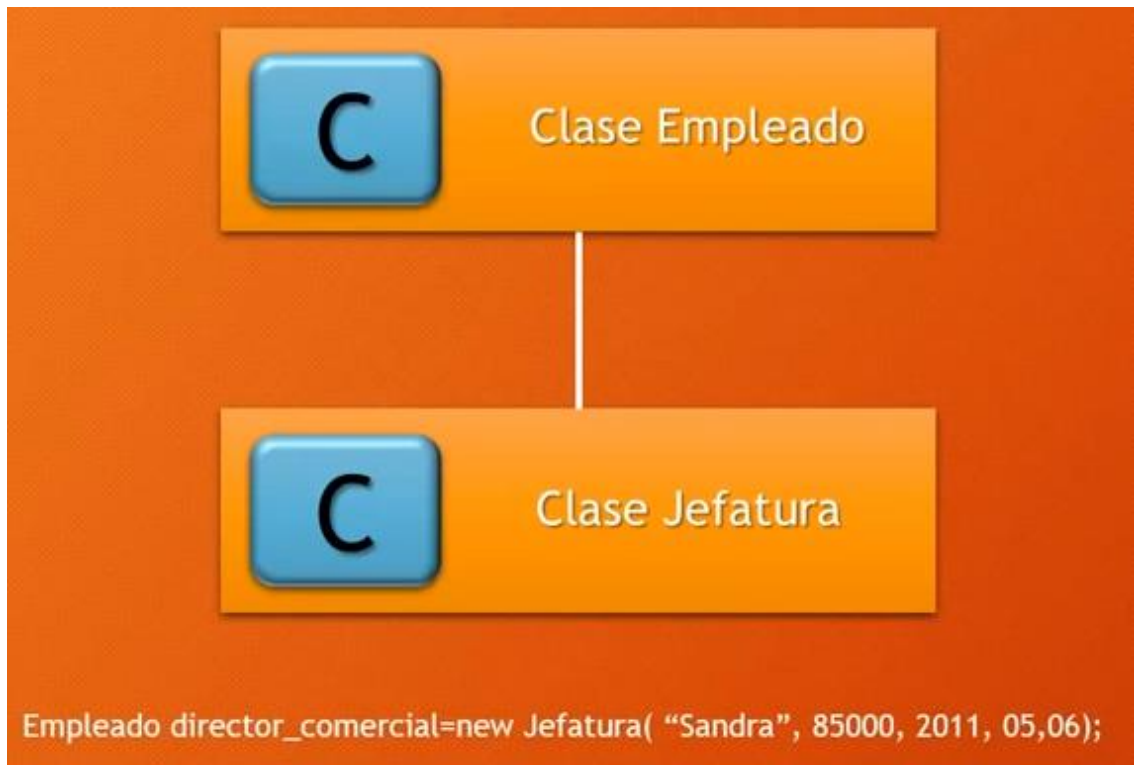 C
Clase Empleado
C
Clase Jefatura
Empleado director_comercial=new Jefatura( “Sandra”, 85000, 2011, 05,06);